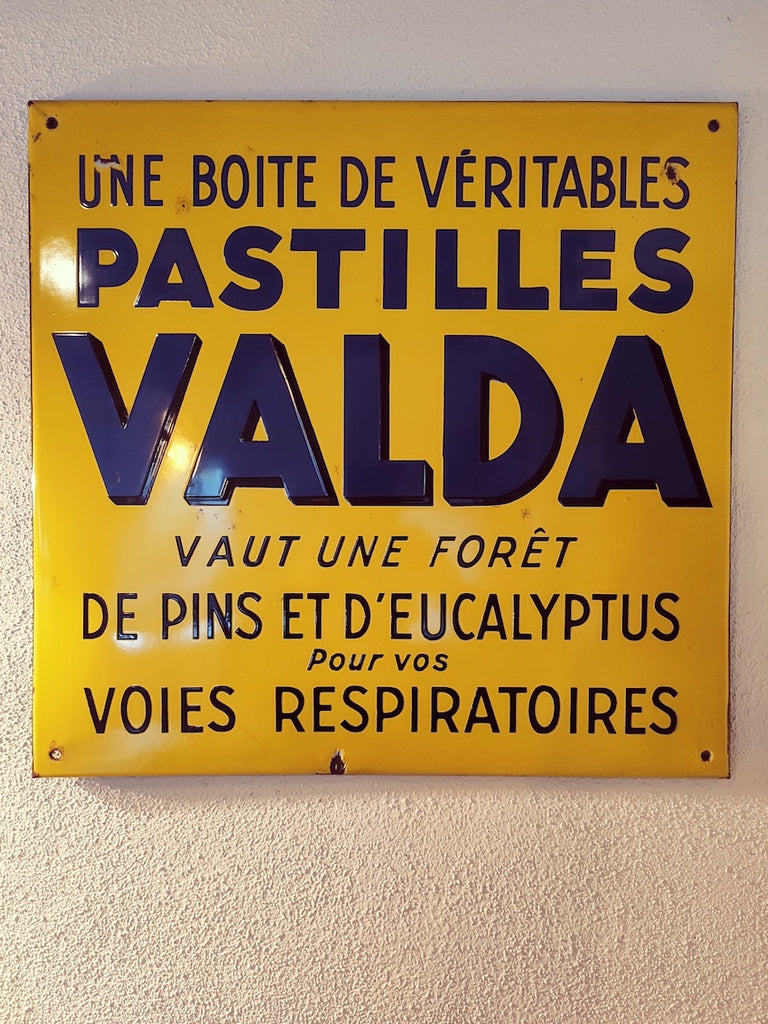 UNE BOITE DE VÉRITABLES
PASTILLES
VALDA
VAUT UNE FORÊT
DE PINS ET D'EUCALYPTUS
Pour vos
VOIES RESPIRATOIRES